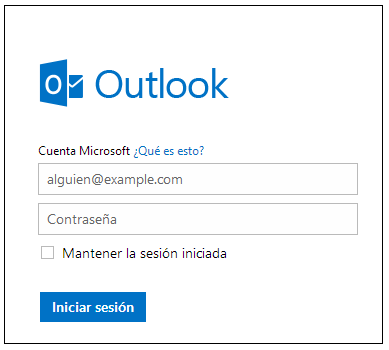 Outlook
Cuenta Microsoft ¿Qué es esto?
alguien@example.com
Contraseña
Mantener la sesión iniciada
Iniciar sesión